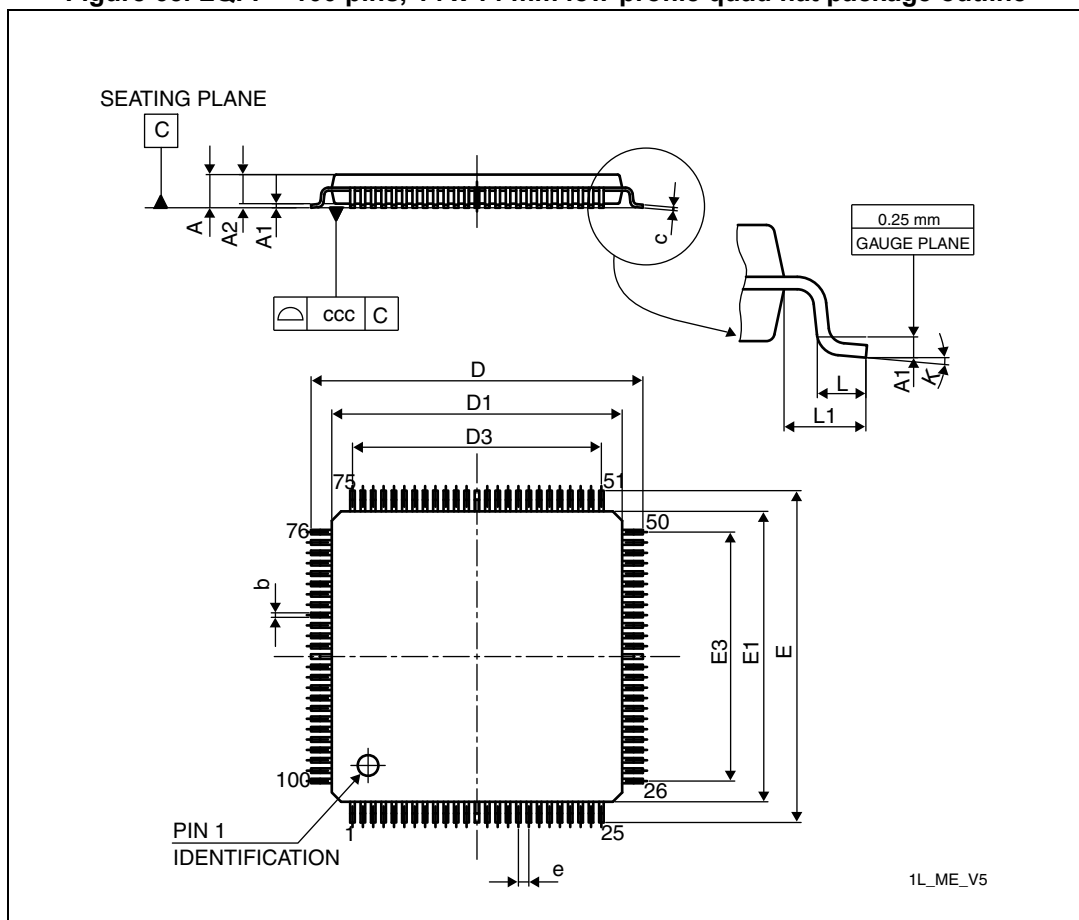 SEATING PLANE
C
A
A2
A1
c
ccc C
0.25 mm
GAUGE PLANE
A1
K
L
L1
D
D1
D3
75
51
76
50
b
E3
E1
E
100
26
PIN 1
IDENTIFICATION
1
25
e
1L_ME_V5